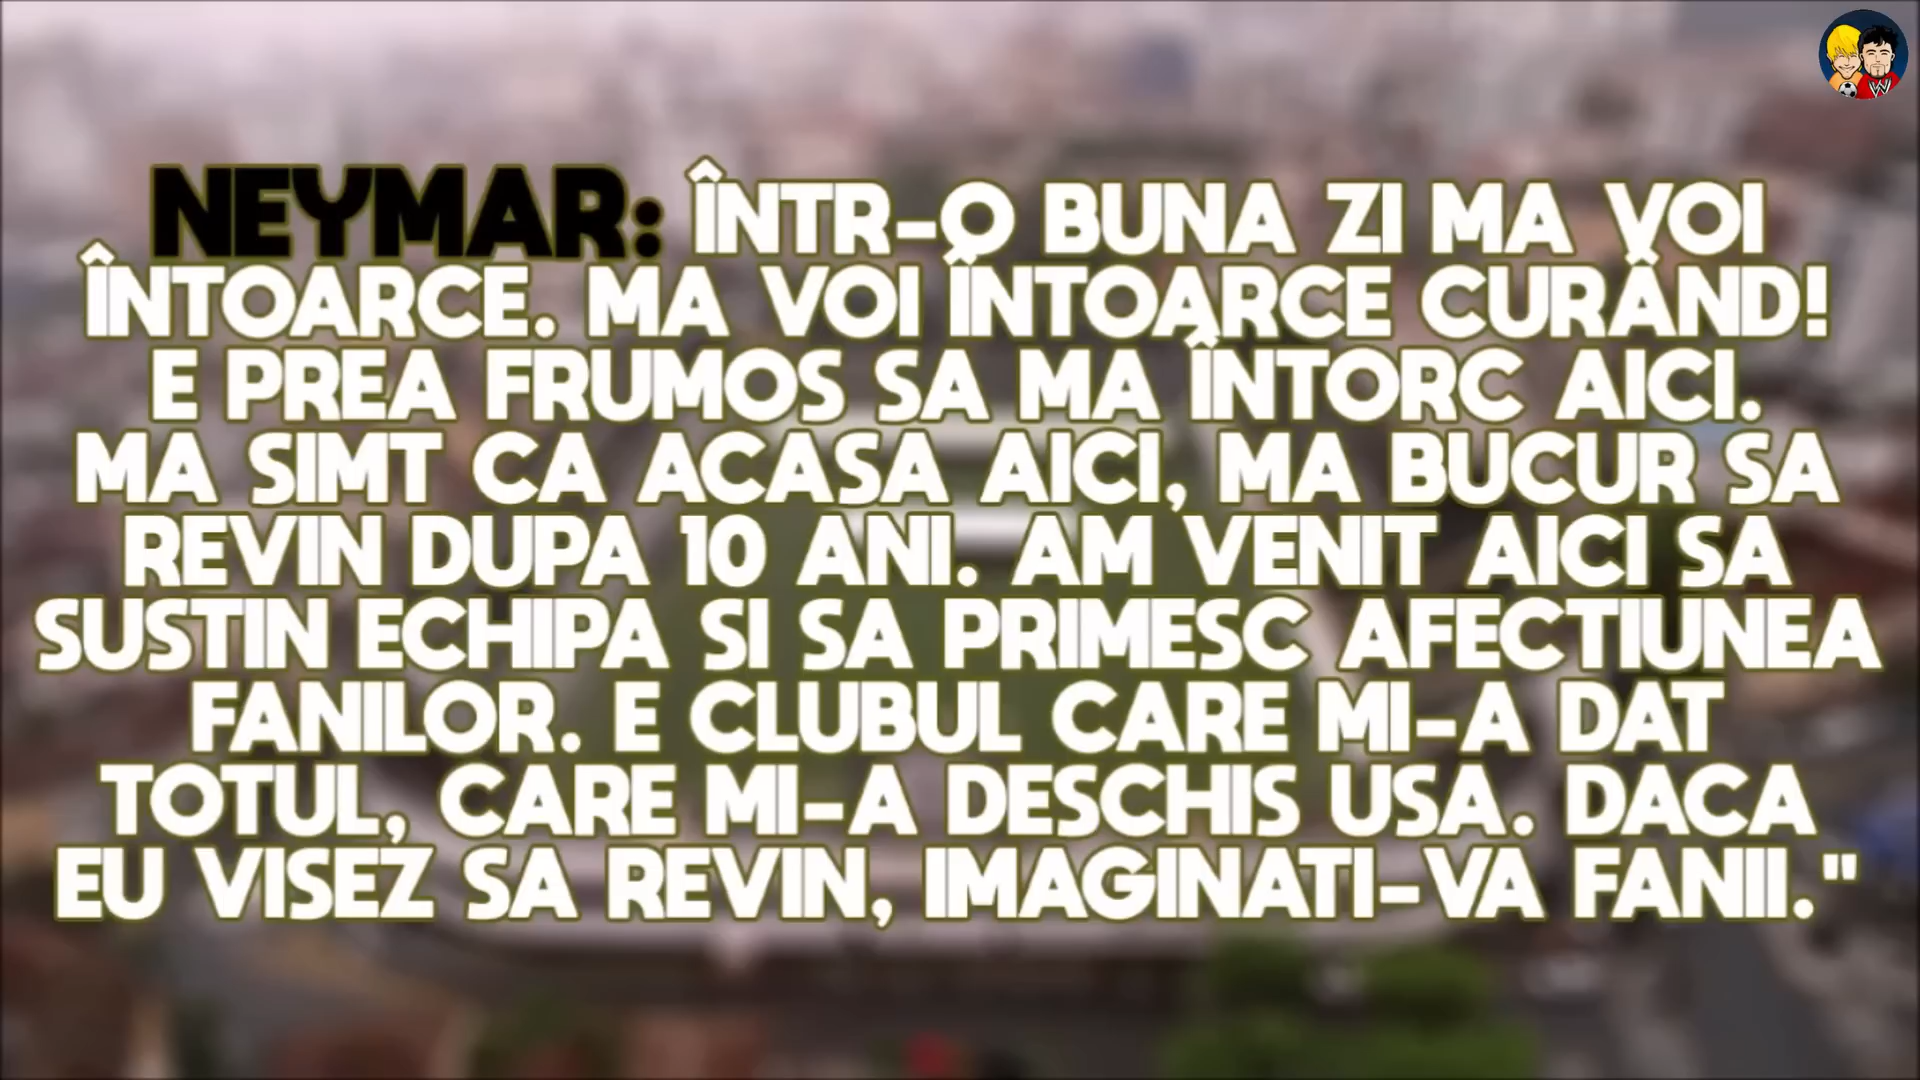 NEYMAR: ÎNTR-O BUNA ZI MA VOI
ÎNTOARCE. MA VOI ÎNTOARCE CURÂND!
E PREA FRUMOS SA MA ÎNTORC AICI.
MA SIMT CA ACASA AICI, MA BUCUR SA
REVIN DUPA 10 ANI. AM VENIT AICI SA
SUSTIN ECHIPA SI SA PRIMESC AFECTIUNEA
FANILOR. E CLUBUL CARE MI-A DAT
TOTUL, CARE MI-A DESCHIS USA. DACA
EU VISEZ SA REVIN, IMAGINATI-VA FANII."